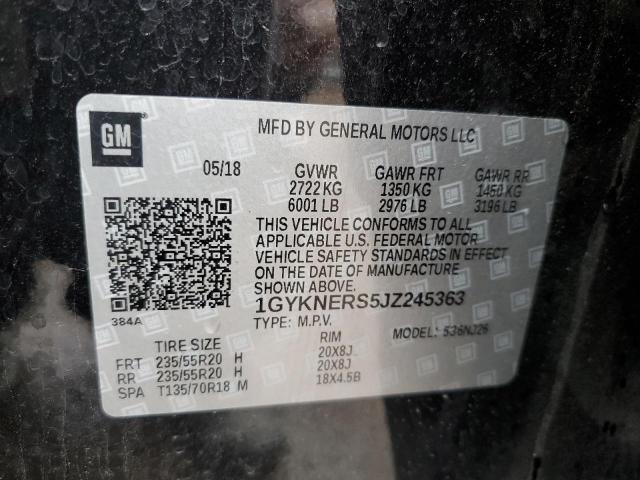 GM
MFD BY GENERAL MOTORS LLC
05/18 GVWR GAWR FRT GAWR RR
2722 KG 1350 KG 1450 KG
6001 LB 2976 LB 3196 LB
THIS VEHICLE CONFORMS TO ALL
APPLICABLE U.S. FEDERAL MOTOR
VEHICLE SAFETY STANDARDS IN EFFECT
ON THE DATE OF MANUFACTURE
SHOWN ABOVE.
384A 1GYKNERS5JZ245363
TYPE: M.P.V. MODEL: 536NJ26
TIRE SIZE RIM
FRT 235/55R20 H 20X8J
RR 235/55R20 H 20X8J
SPA T135/70R18 M 18X4.5B